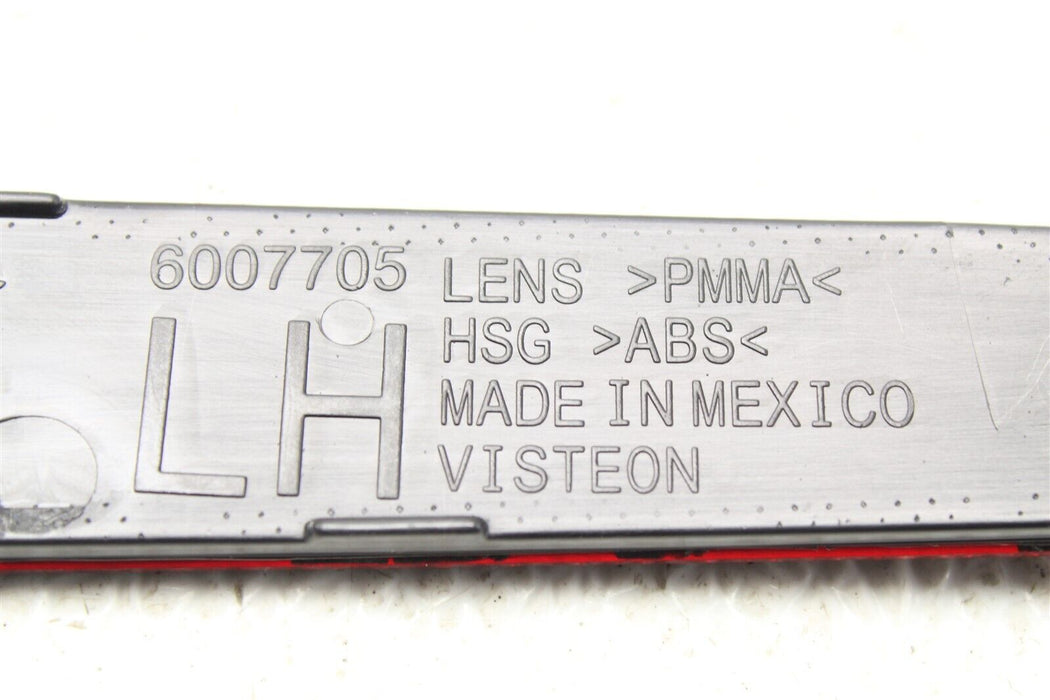 6007705
LH
LENS >PMMA<
HSG >ABS<
MADE IN MEXICO
VISTEON